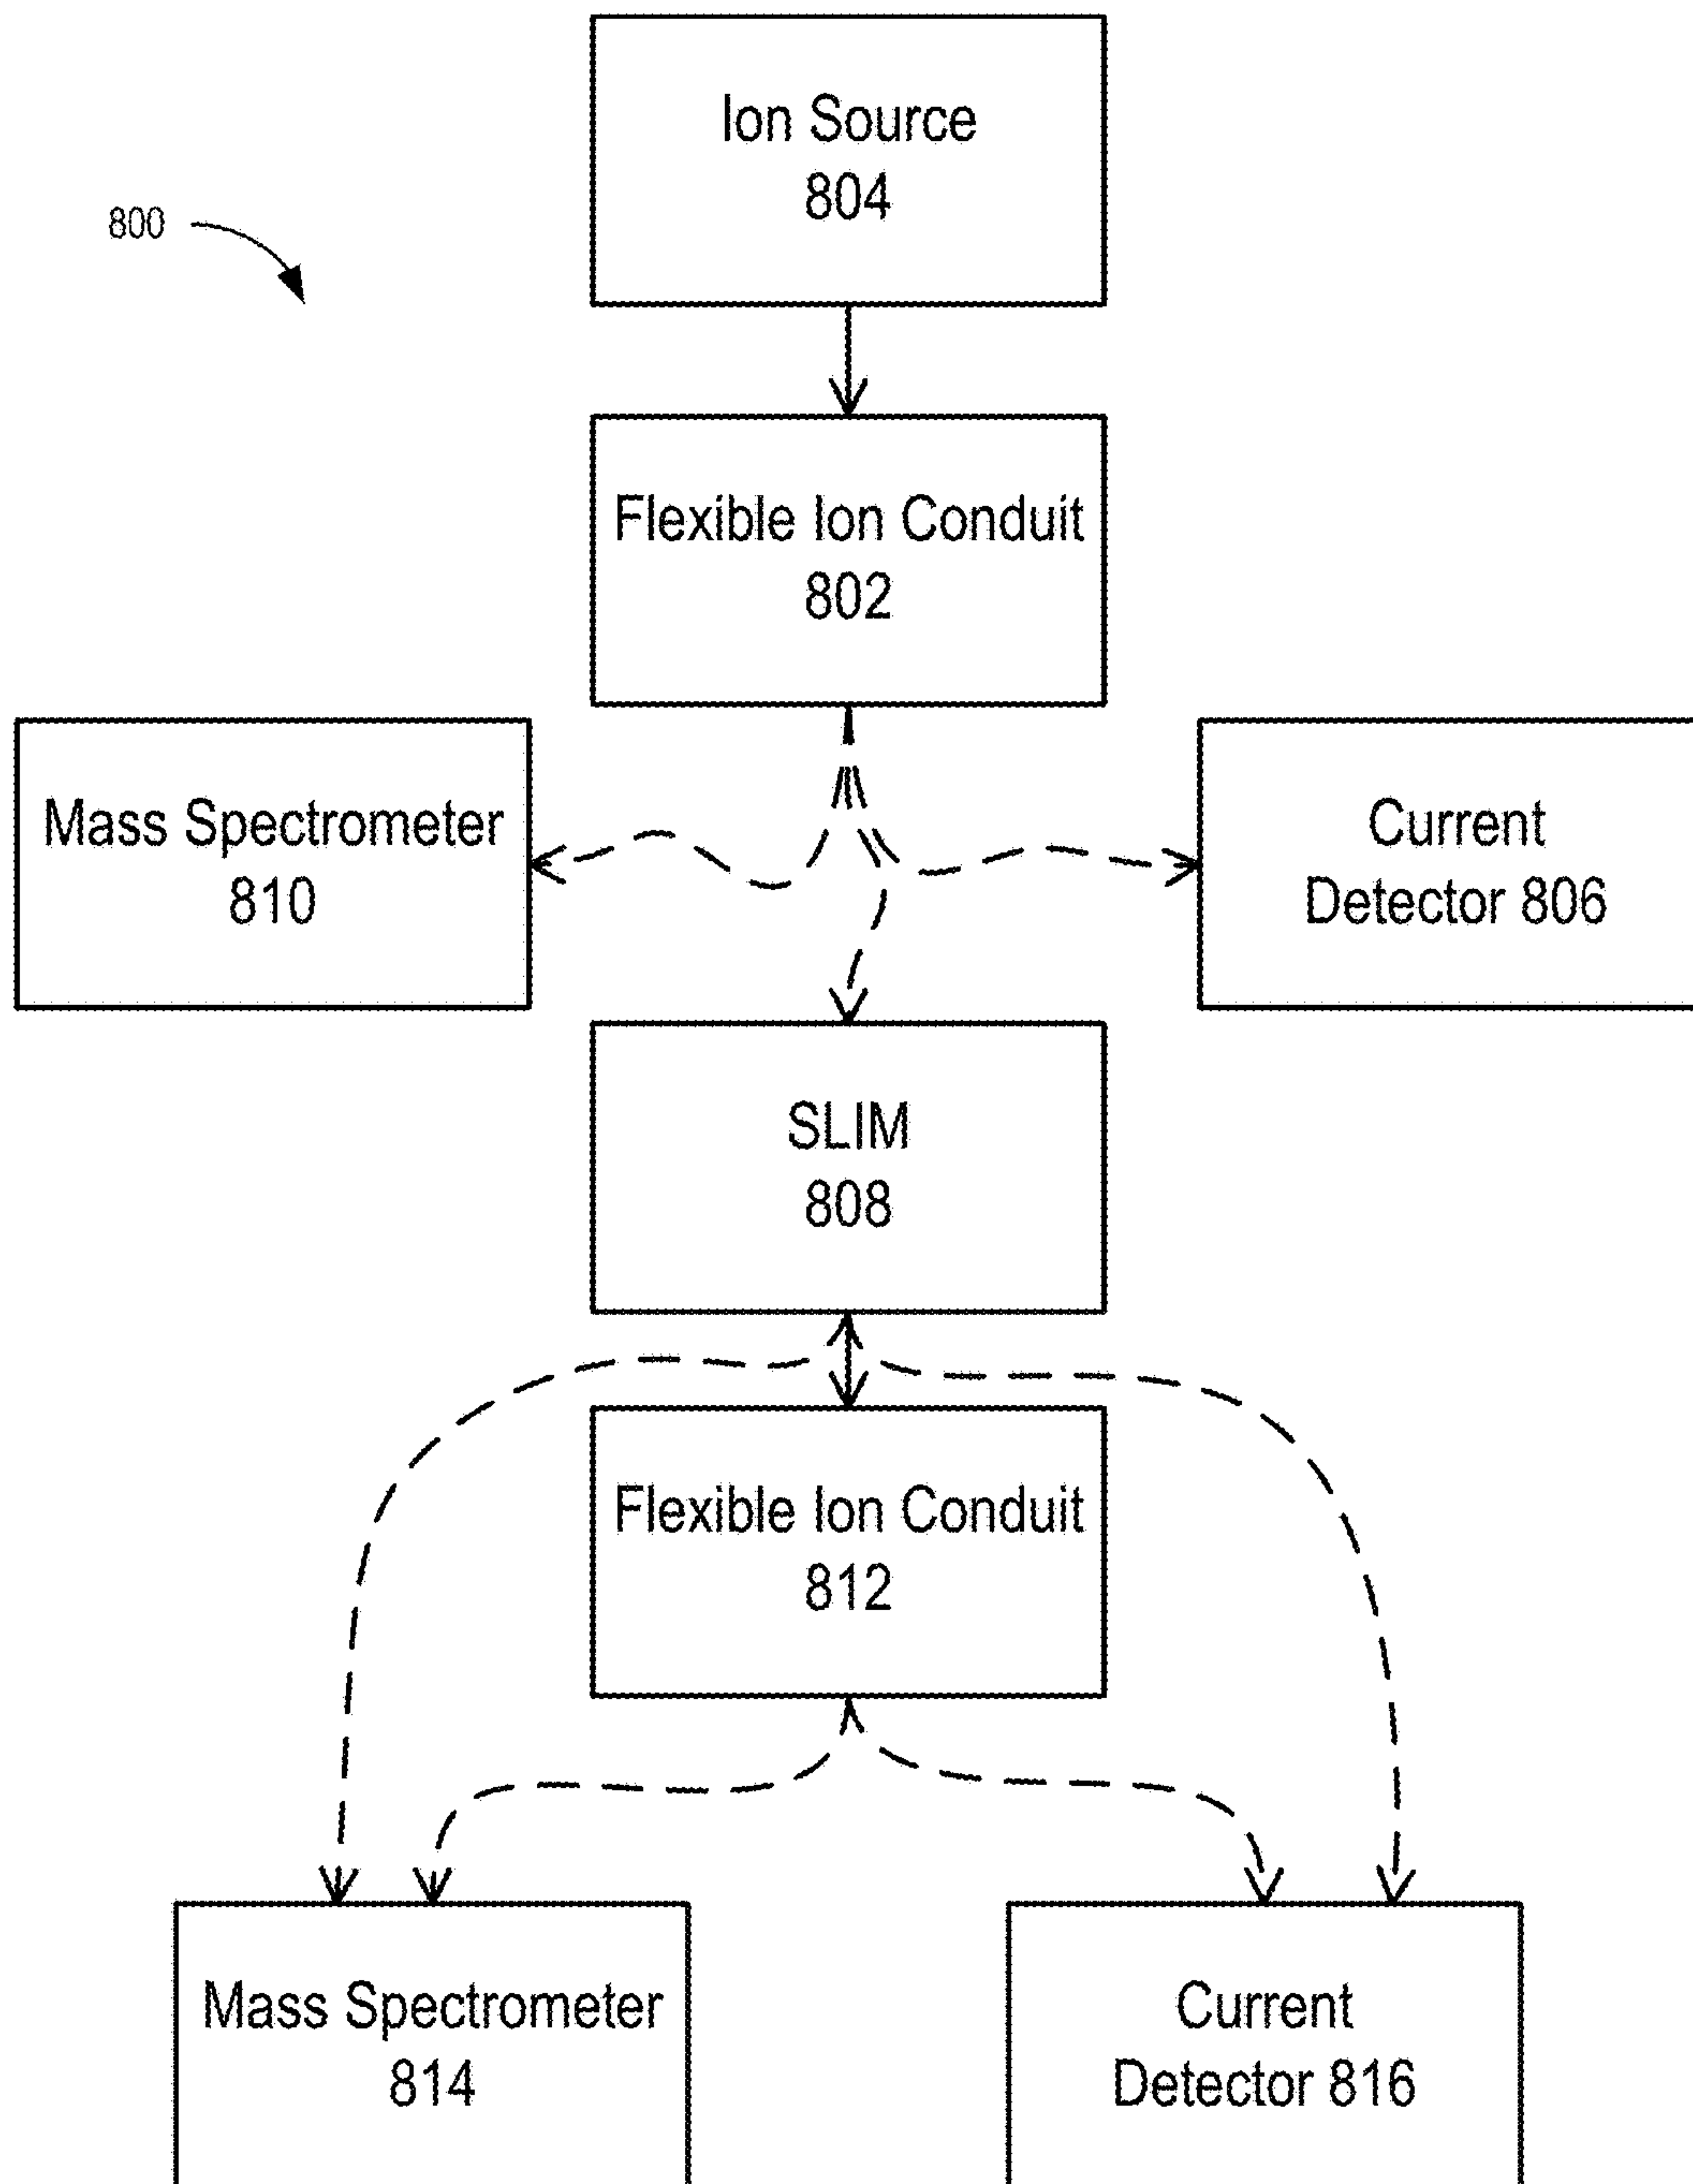 Ion Source
804
800
Flexible Ion Conduit
802
Mass Spectrometer
810
Current
Detector 806
SLIM
808
Flexible Ion Conduit
812
Mass Spectrometer
814
Current
Detector 816